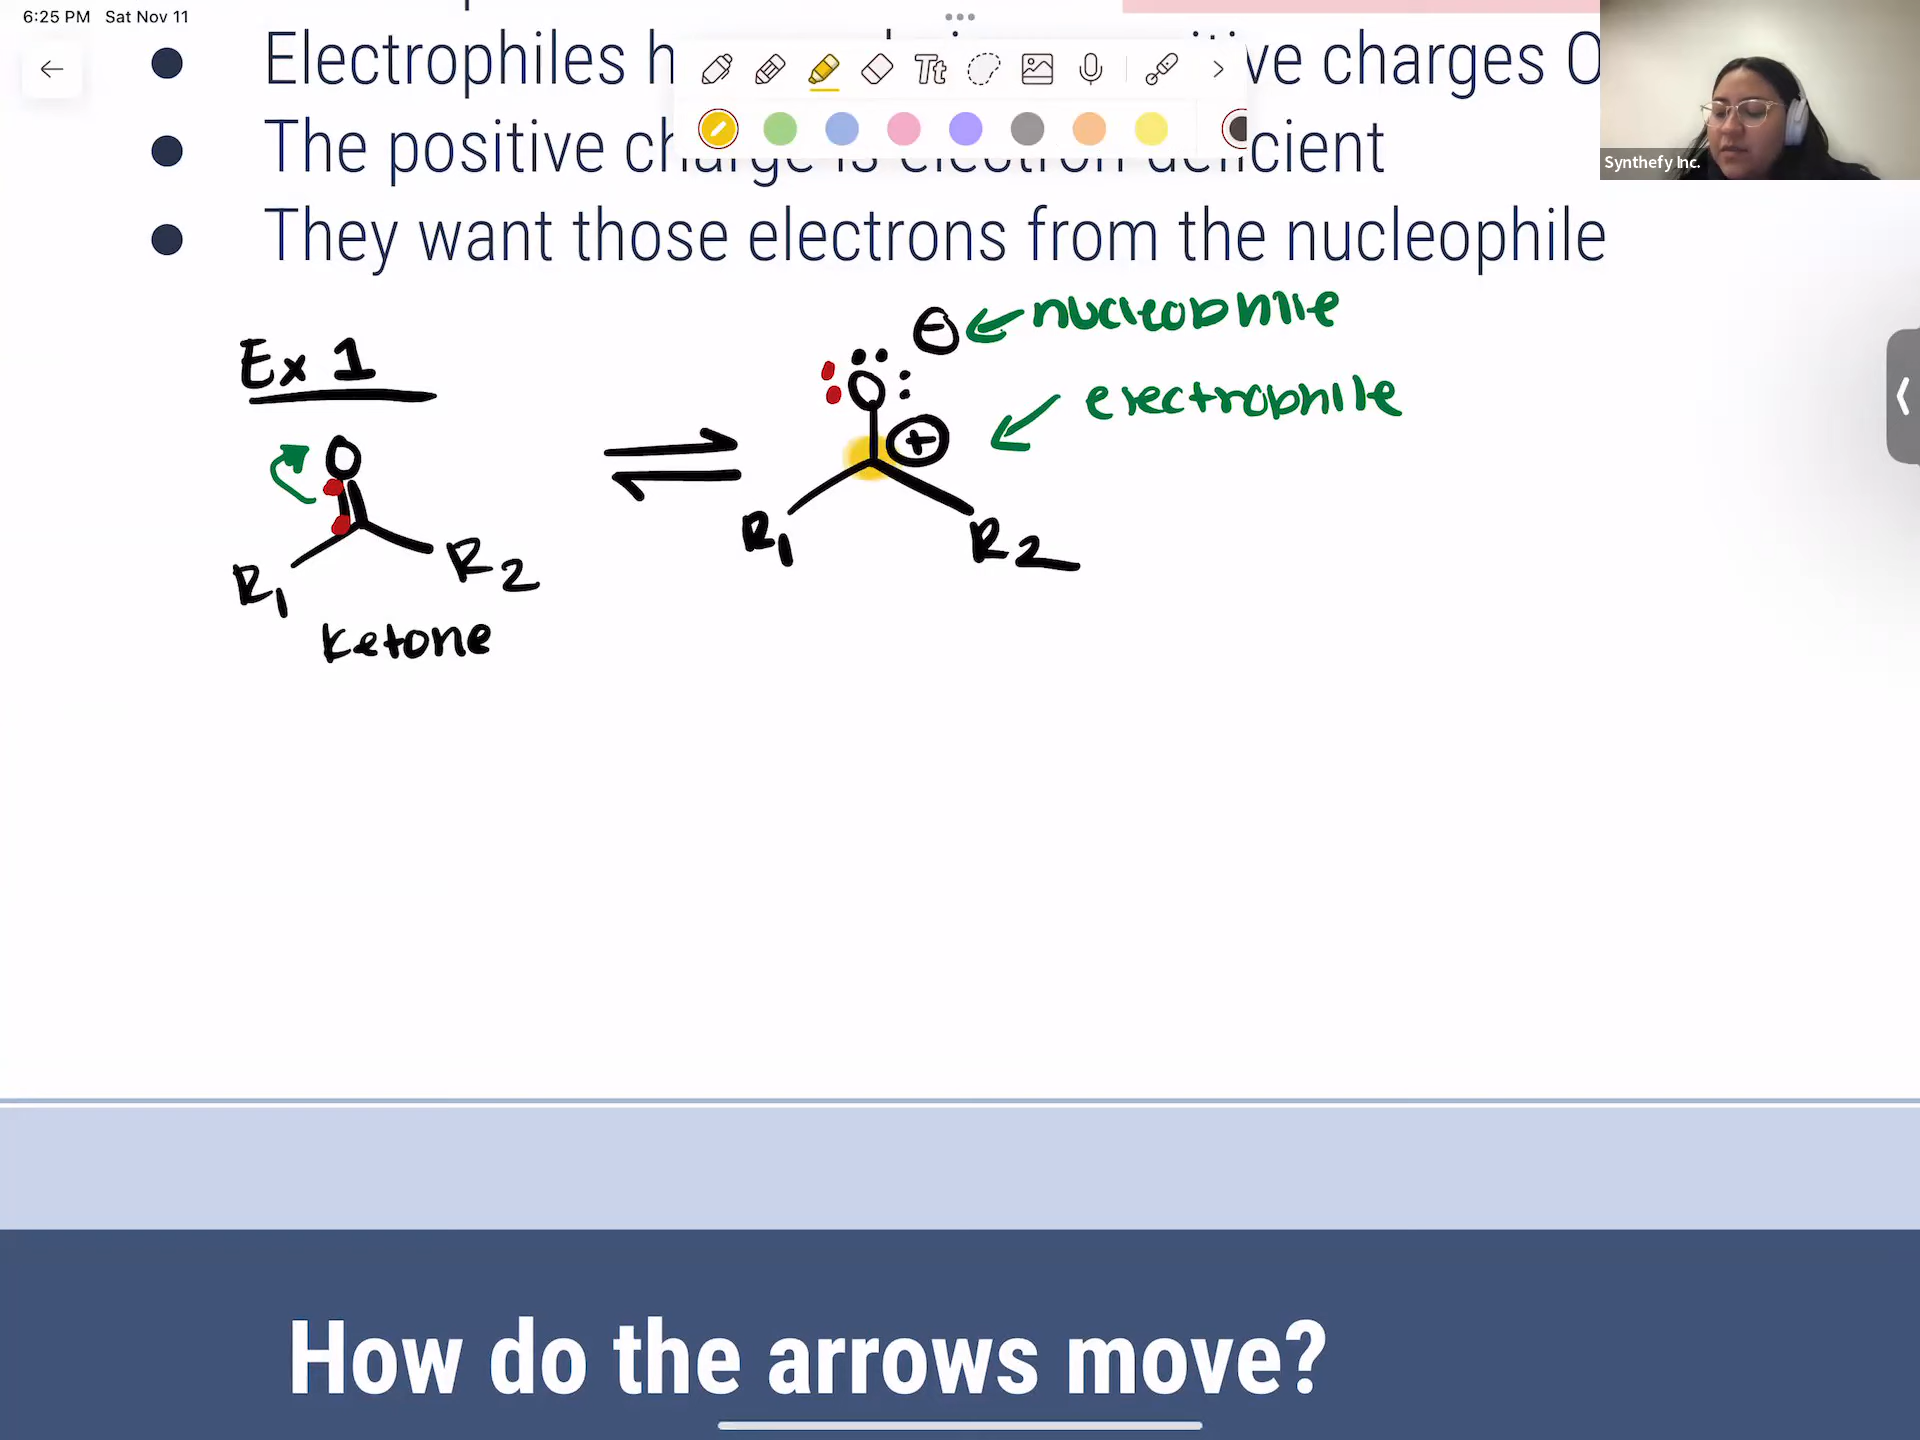 6:25 PM Sat Nov 11
Electrophiles h ve charges O
Tt
The positive ch cient
Synthefy Inc.
They want those electrons from the nucleophile
nucleophile
Ex 1
O
electrophile
O
R1
R2
R1
R2
ketone
How do the arrows move?